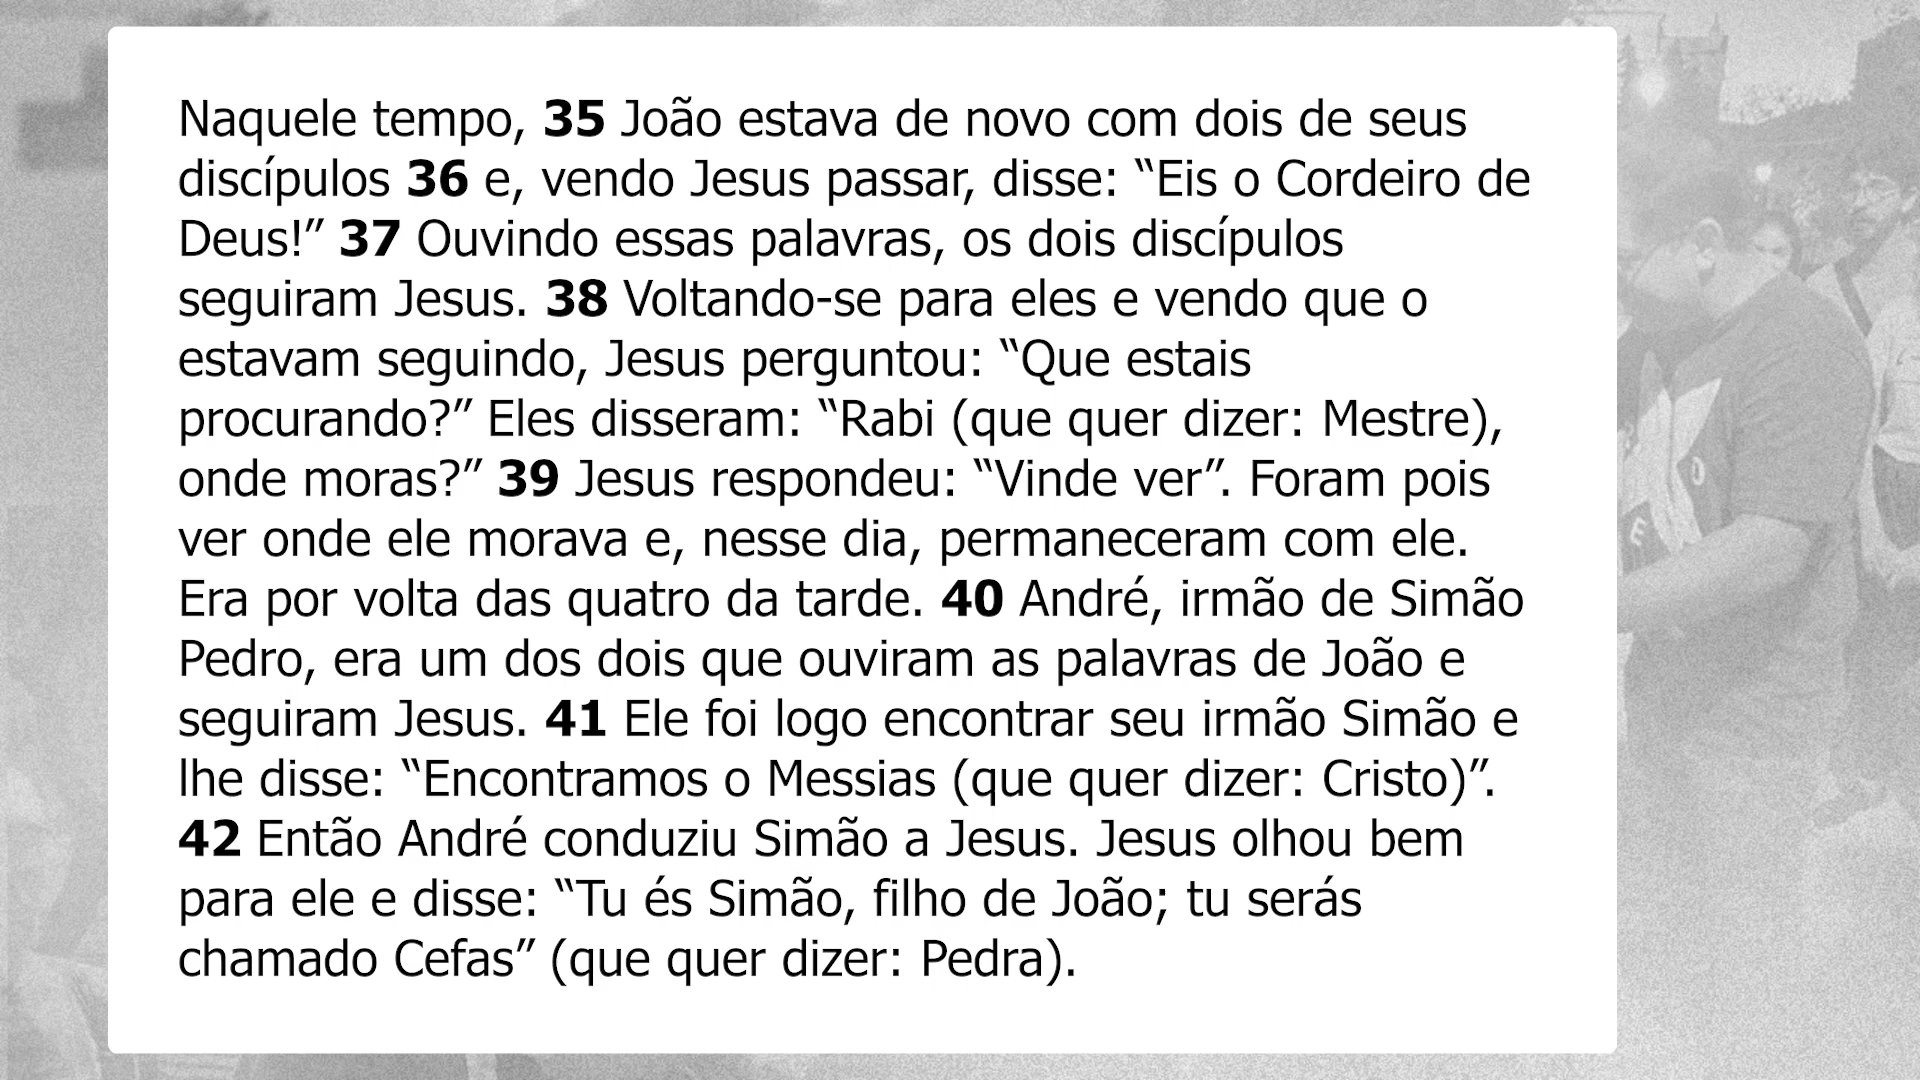 Naquele tempo, 35 João estava de novo com dois de seus
discípulos 36 e, vendo Jesus passar, disse: “Eis o Cordeiro de
Deus!” 37 Ouvindo essas palavras, os dois discípulos
seguiram Jesus. 38 Voltando-se para eles e vendo que o
estavam seguindo, Jesus perguntou: “Que estais
procurando?” Eles disseram: “Rabi (que quer dizer: Mestre),
onde moras?” 39 Jesus respondeu: “Vinde ver”. Foram pois
ver onde ele morava e, nesse dia, permaneceram com ele.
Era por volta das quatro da tarde. 40 André, irmão de Simão
Pedro, era um dos dois que ouviram as palavras de João e
seguiram Jesus. 41 Ele foi logo encontrar seu irmão Simão e
lhe disse: “Encontramos o Messias (que quer dizer: Cristo)”.
42 Então André conduziu Simão a Jesus. Jesus olhou bem
para ele e disse: “Tu és Simão, filho de João; tu serás
chamado Cefas” (que quer dizer: Pedra).